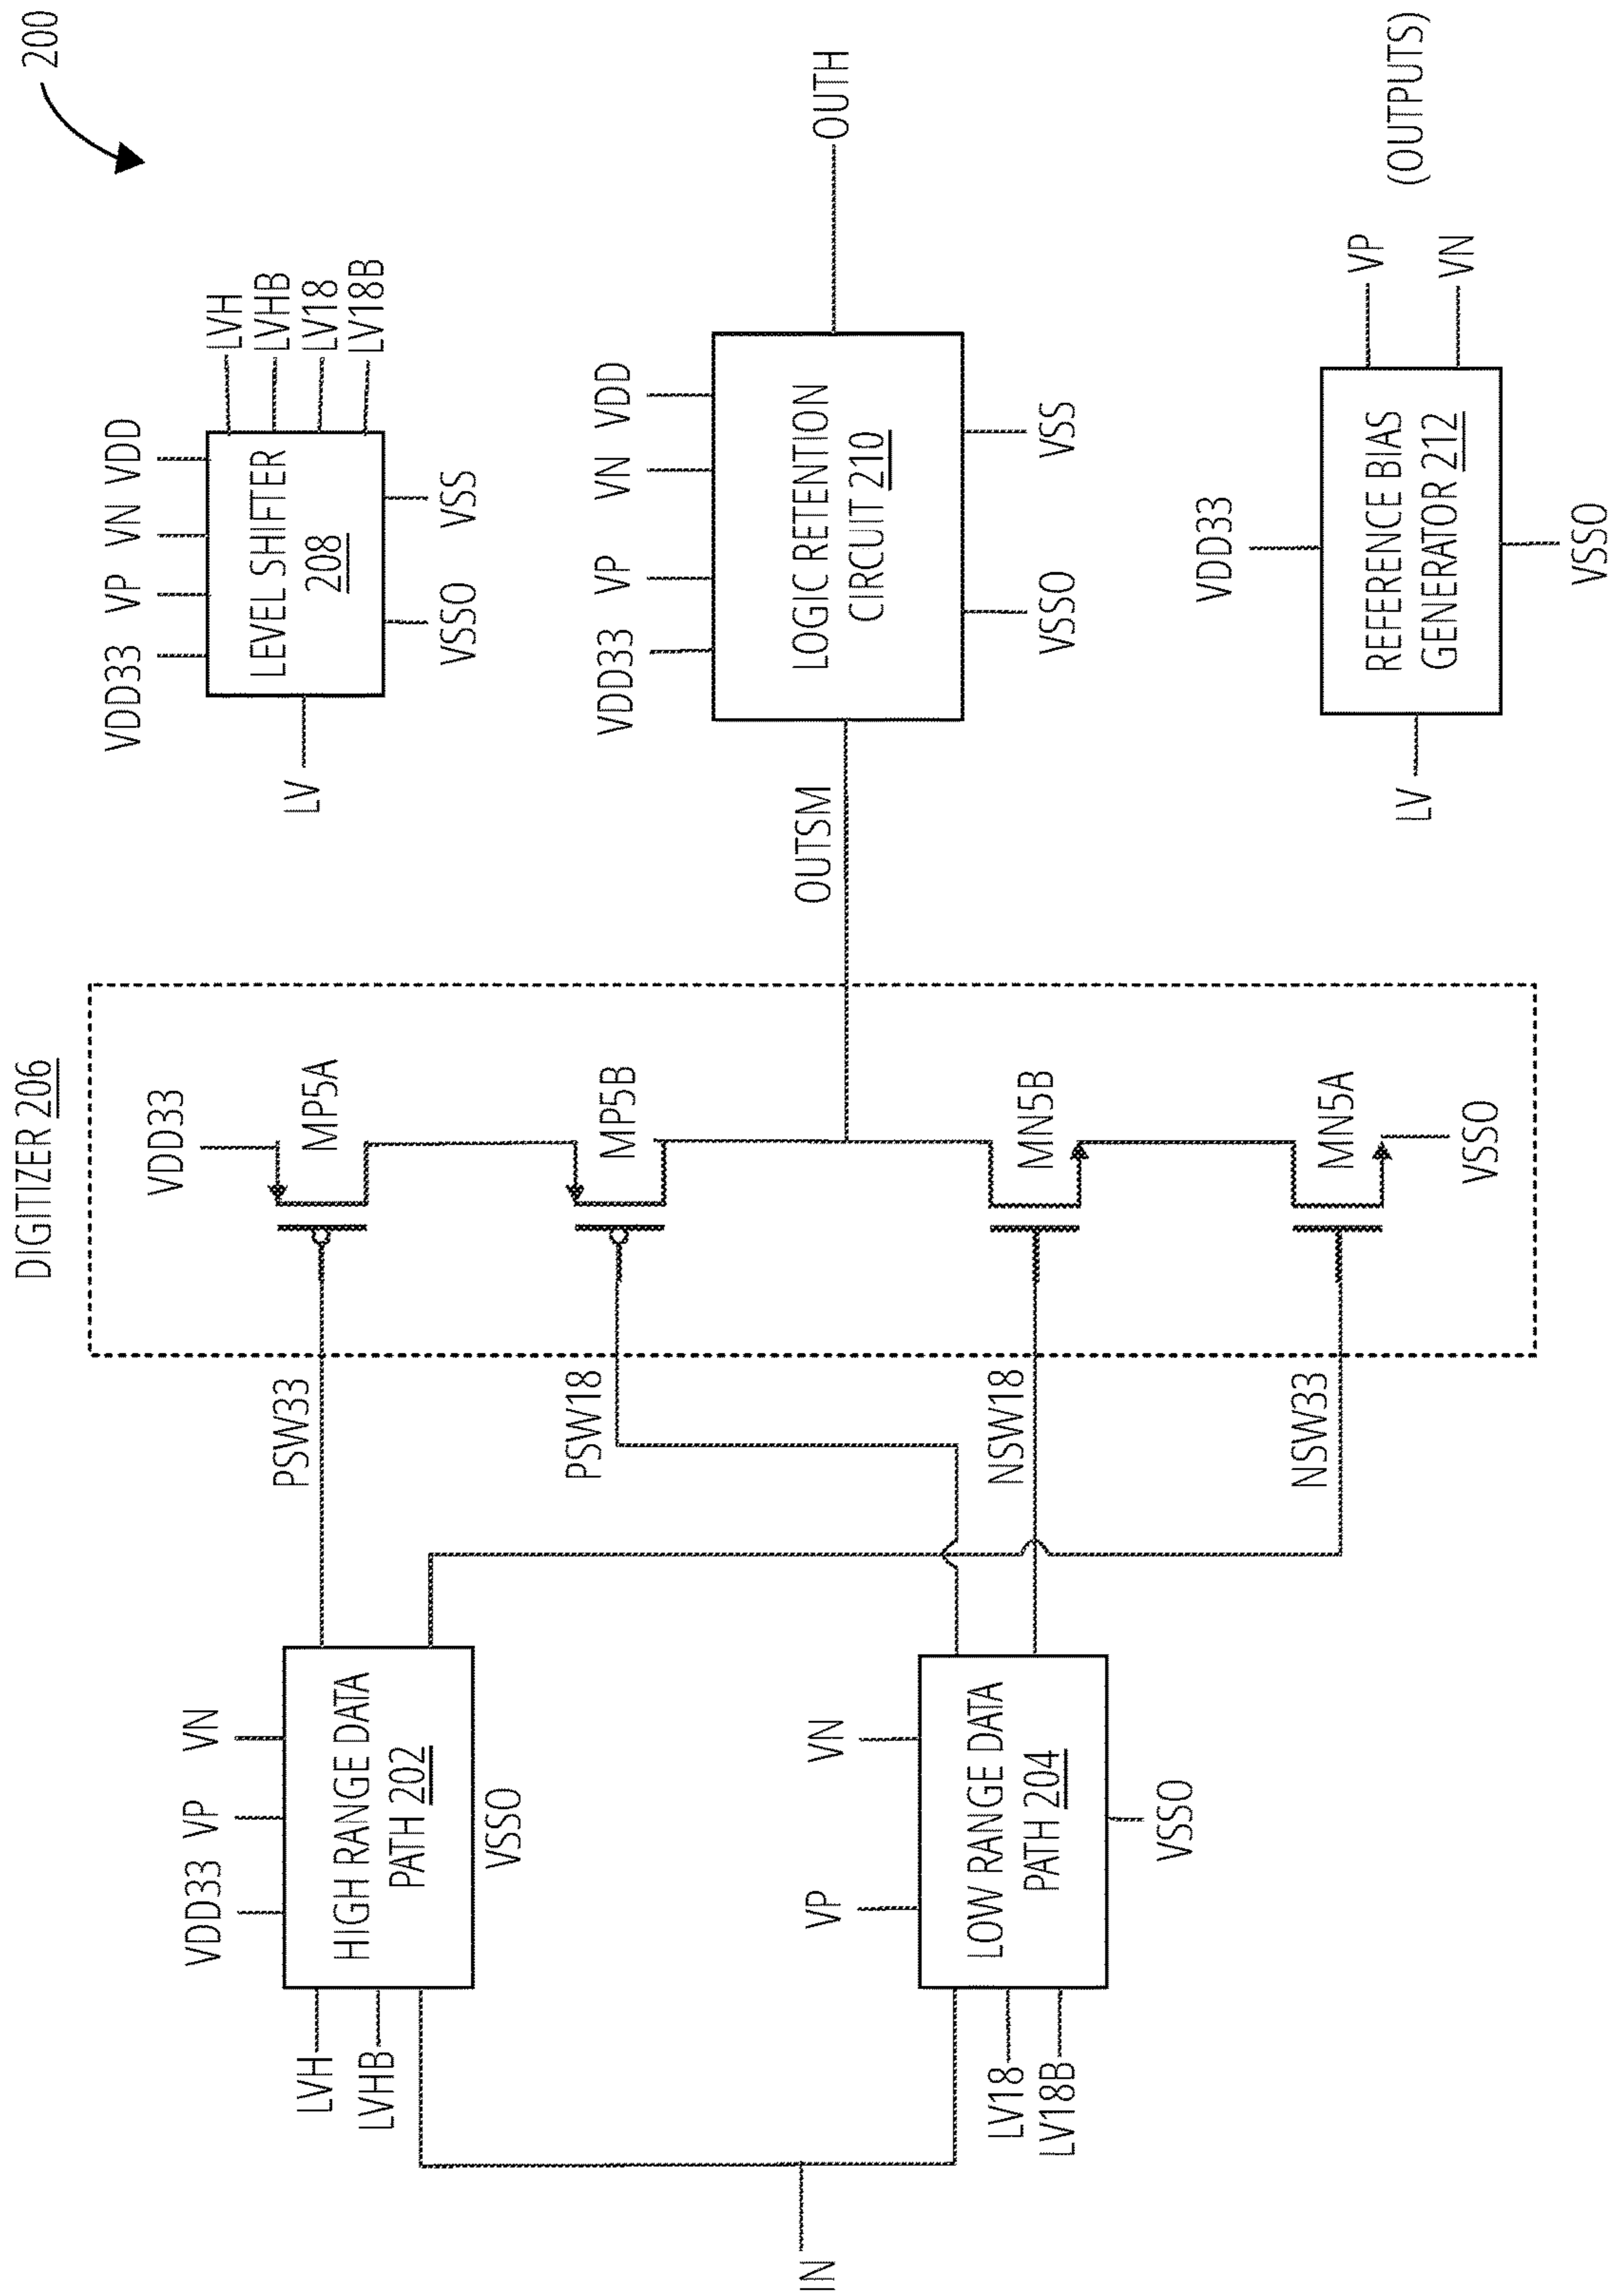 200
DIGITIZER 206
IN
LVH
LVHB
VDD33
VP
VN
HIGH RANGE DATA
PATH 202
VSSO
LV18
LV18B
VP
VN
LOW RANGE DATA
PATH 204
VSSO
PSW33
PSW18
NSW18
NSW33
VDD33
MP5A
MP5B
MN5B
MN5A
VSSO
OUTSM
LV
VDD33
VP
VN
VDD
LEVEL SHIFTER
208
VSSO
VSS
LVH
LVHB
LV18
LV18B
VDD33
VP
VN
VDD
LOGIC RETENTION
CIRCUIT 210
VSSO
VSS
OUTH
LV
VDD33
REFERENCE BIAS
GENERATOR 212
VSSO
VP
VN
(OUTPUTS)